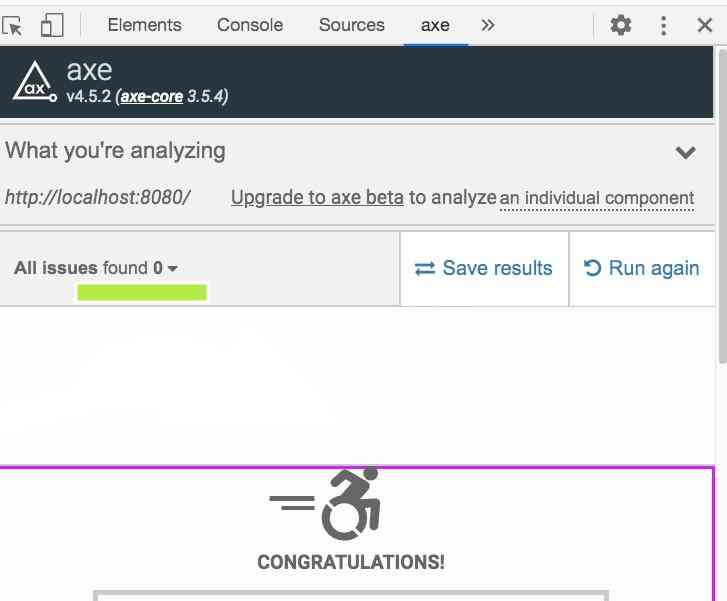 Elements Console Sources axe »
ax
axe
v4.5.2 (axe-core 3.5.4)
What you're analyzing
http://localhost:8080/ Upgrade to axe beta to analyze an individual component
All issues found 0 Save results Run again
CONGRATULATIONS!